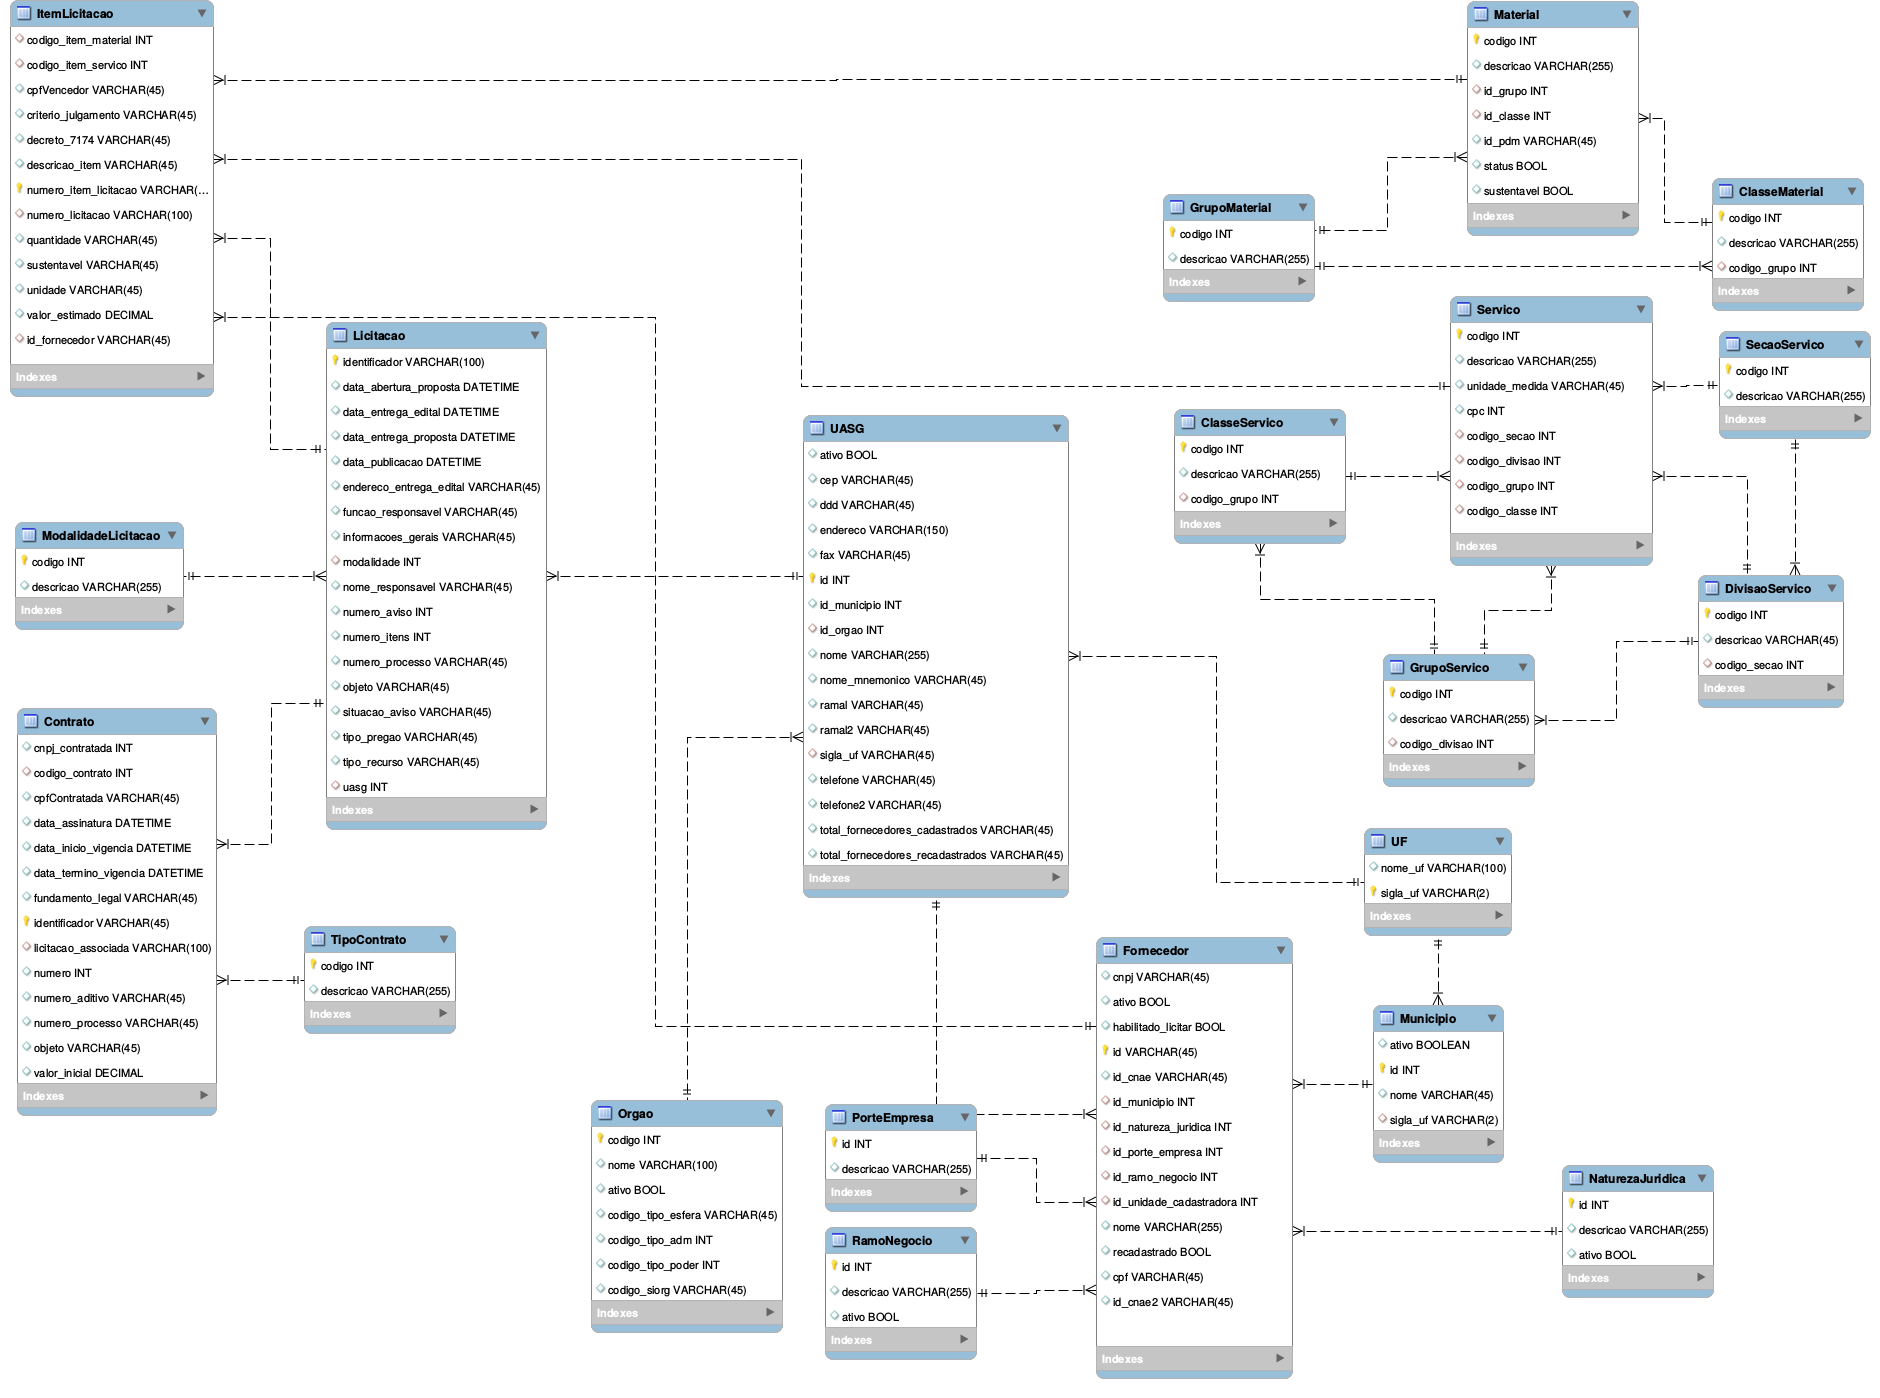 ItemLicitacao
codigo_item_material INT
codigo_item_servico INT
cpfVencedor VARCHAR(45)
criterio_julgamento VARCHAR(45)
decreto_7174 VARCHAR(45)
descricao_item VARCHAR(45)
numero_item_licitacao VARCHAR(...
numero_licitacao VARCHAR(100)
quantidade VARCHAR(45)
sustentavel VARCHAR(45)
unidade VARCHAR(45)
valor_estimado DECIMAL
id_fornecedor VARCHAR(45)
Indexes
Material
codigo INT
descricao VARCHAR(255)
id_grupo INT
id_classe INT
id_pdm VARCHAR(45)
status BOOL
sustentavel BOOL
Indexes
GrupoMaterial
codigo INT
descricao VARCHAR(255)
Indexes
ClasseMaterial
codigo INT
descricao VARCHAR(255)
codigo_grupo INT
Indexes
Licitacao
identificador VARCHAR(100)
data_abertura_proposta DATETIME
data_entrega_edital DATETIME
data_entrega_proposta DATETIME
data_publicacao DATETIME
endereco_entrega_edital VARCHAR(45)
funcao_responsavel VARCHAR(45)
informacoes_gerais VARCHAR(45)
modalidade INT
nome_responsavel VARCHAR(45)
numero_aviso INT
numero_itens INT
numero_processo VARCHAR(45)
objeto VARCHAR(45)
situacao_aviso VARCHAR(45)
tipo_pregao VARCHAR(45)
tipo_recurso VARCHAR(45)
uasg INT
Indexes
Servico
codigo INT
descricao VARCHAR(255)
unidade_medida VARCHAR(45)
cpc INT
codigo_secao INT
codigo_divisao INT
codigo_grupo INT
codigo_classe INT
Indexes
SecaoServico
codigo INT
descricao VARCHAR(255)
Indexes
ClasseServico
codigo INT
descricao VARCHAR(255)
codigo_grupo INT
Indexes
UASG
ativo BOOL
cep VARCHAR(45)
ddd VARCHAR(45)
endereco VARCHAR(150)
fax VARCHAR(45)
id INT
id_municipio INT
id_orgao INT
nome VARCHAR(255)
nome_mnemonico VARCHAR(45)
ramal VARCHAR(45)
ramal2 VARCHAR(45)
sigla_uf VARCHAR(45)
telefone VARCHAR(45)
telefone2 VARCHAR(45)
total_fornecedores_cadastrados VARCHAR(45)
total_fornecedores_recadastrados VARCHAR(45)
Indexes
ModalidadeLicitacao
codigo INT
descricao VARCHAR(255)
Indexes
DivisaoServico
codigo INT
descricao VARCHAR(45)
codigo_secao INT
Indexes
GrupoServico
codigo INT
descricao VARCHAR(255)
codigo_divisao INT
Indexes
Contrato
cnpj_contratada INT
codigo_contrato INT
cpfContratada VARCHAR(45)
data_assinatura DATETIME
data_inicio_vigencia DATETIME
data_termino_vigencia DATETIME
fundamento_legal VARCHAR(45)
identificador VARCHAR(45)
licitacao_associada VARCHAR(100)
numero INT
numero_aditivo VARCHAR(45)
numero_processo VARCHAR(45)
objeto VARCHAR(45)
valor_inicial DECIMAL
Indexes
TipoContrato
codigo INT
descricao VARCHAR(255)
Indexes
UF
nome_uf VARCHAR(100)
sigla_uf VARCHAR(2)
Indexes
Fornecedor
cnpj VARCHAR(45)
ativo BOOL
habilitado_licitar BOOL
id VARCHAR(45)
id_cnae VARCHAR(45)
id_municipio INT
id_natureza_juridica INT
id_porte_empresa INT
id_ramo_negocio INT
id_unidade_cadastradora INT
nome VARCHAR(255)
recadastrado BOOL
cpf VARCHAR(45)
id_cnae2 VARCHAR(45)
Indexes
Municipio
ativo BOOLEAN
id INT
nome VARCHAR(45)
sigla_uf VARCHAR(2)
Indexes
Orgao
codigo INT
nome VARCHAR(100)
ativo BOOL
codigo_tipo_esfera VARCHAR(45)
codigo_tipo_adm INT
codigo_tipo_poder INT
codigo_siorg VARCHAR(45)
Indexes
PorteEmpresa
id INT
descricao VARCHAR(255)
Indexes
RamoNegocio
id INT
descricao VARCHAR(255)
ativo BOOL
Indexes
NaturezaJuridica
id INT
descricao VARCHAR(255)
ativo BOOL
Indexes